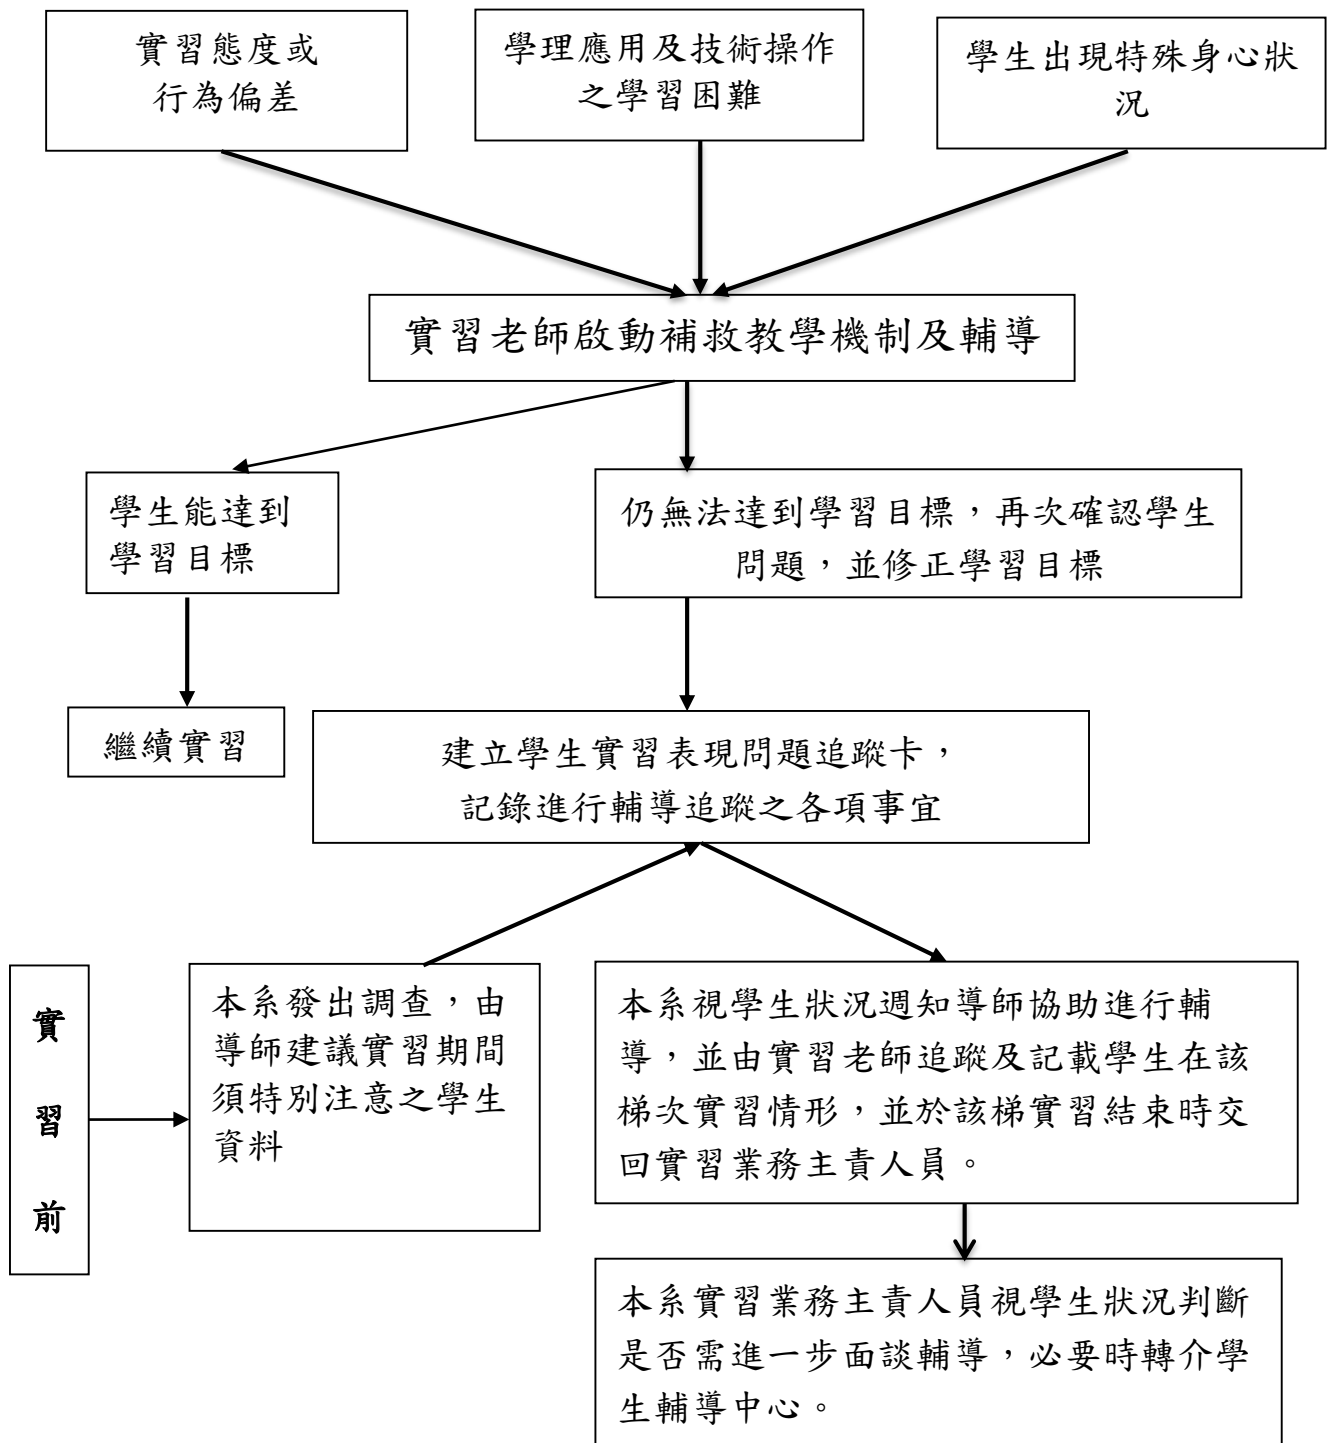 實習態度或
行為偏差
學理應用及技術操作
之學習困難
學生出現特殊身心狀
況
實習老師啟動補救教學機制及輔導
學生能達到
學習目標
仍無法達到學習目標，再次確認學生
問題，並修正學習目標
繼續實習
建立學生實習表現問題追蹤卡，
記錄進行輔導追蹤之各項事宜
實
習
前
本系發出調查，由
導師建議實習期間
須特別注意之學生
資料
本系視學生狀況週知導師協助進行輔
導，並由實習老師追蹤及記載學生在該
梯次實習情形，並於該梯實習結束時交
回實習業務主責人員。
本系實習業務主責人員視學生狀況判斷
是否需進一步面談輔導，必要時轉介學
生輔導中心。